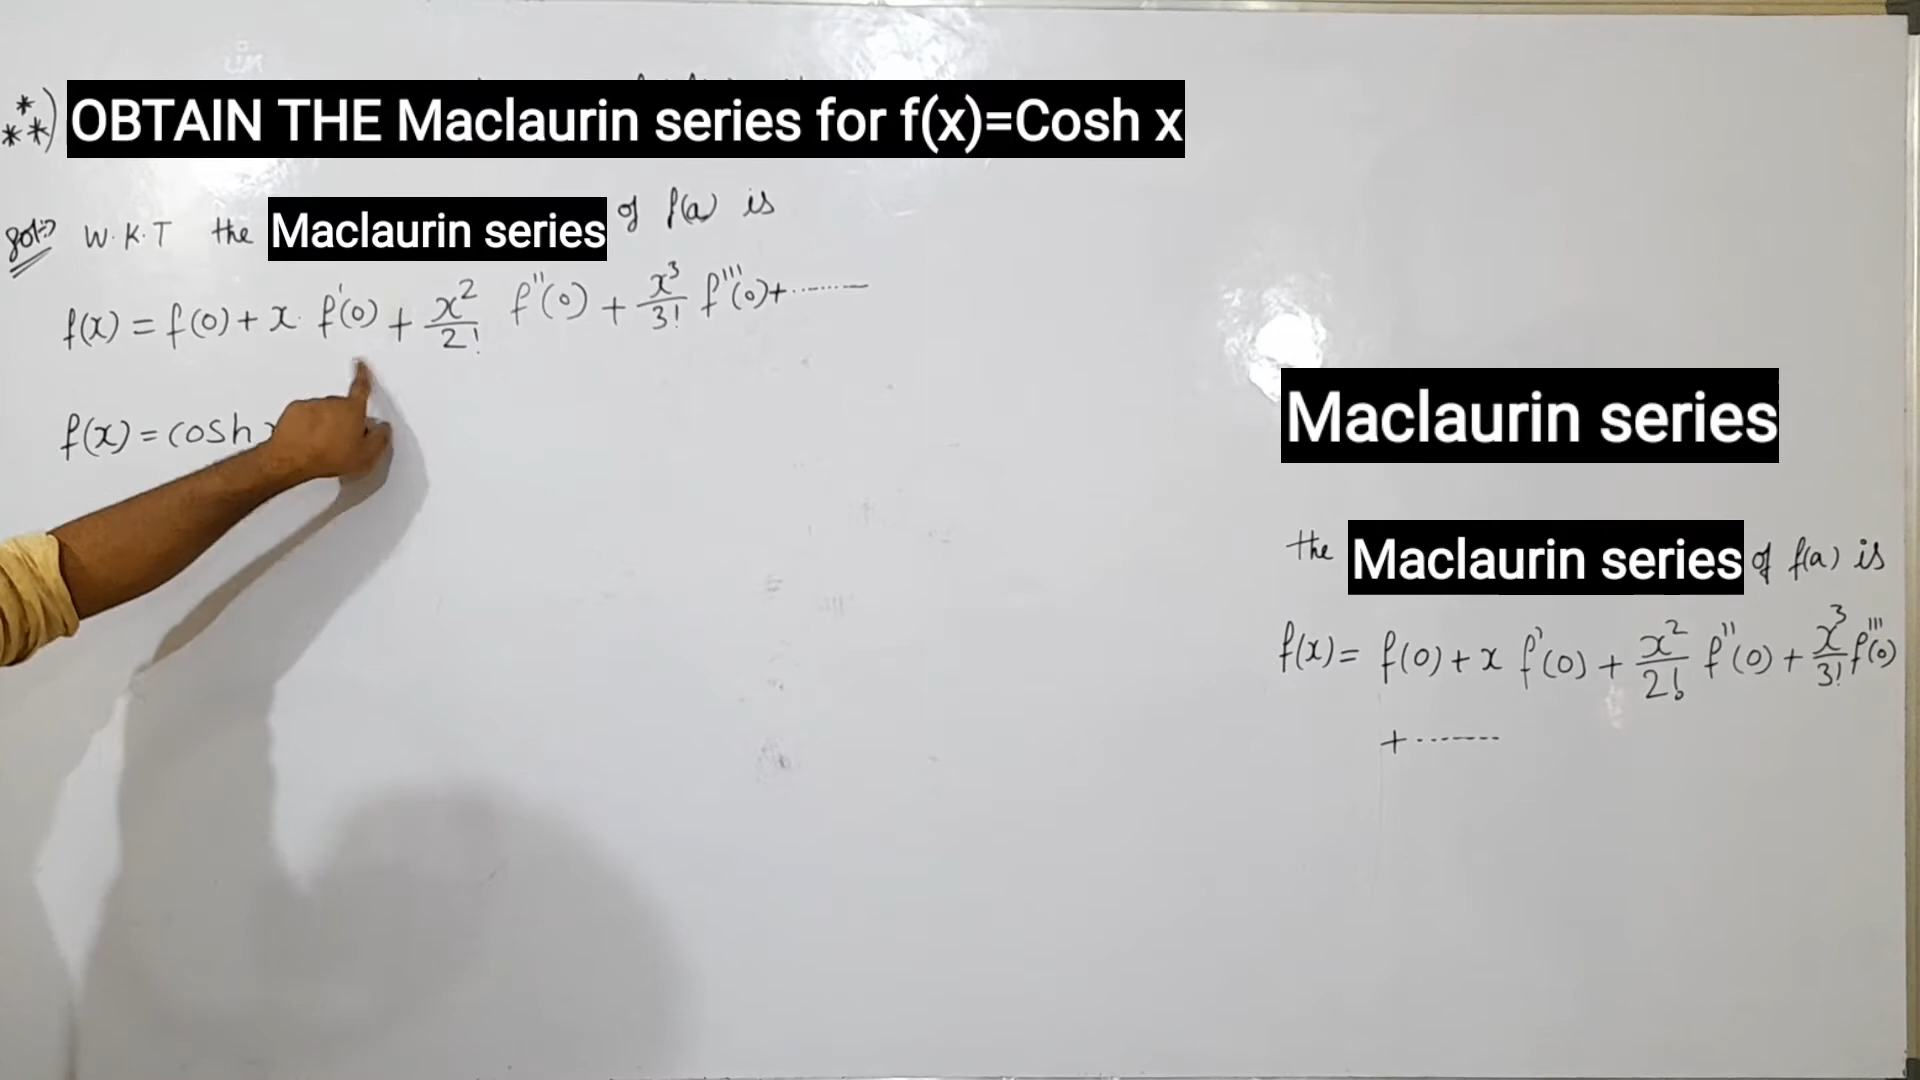 ***) OBTAIN THE Maclaurin series for f(x)=Cosh x
Sol:⇒ W.K.T the Maclaurin series of f(a) is
f(x) = f(0) + x. f'(0) + x²/2! f''(0) + x³/3! f'''(0)+........
f(x) = cosh
Maclaurin series
the Maclaurin series of f(a) is
f(x) = f(0) + x f'(0) + x²/2! f''(0) + x³/3! f'''(0)
+.......